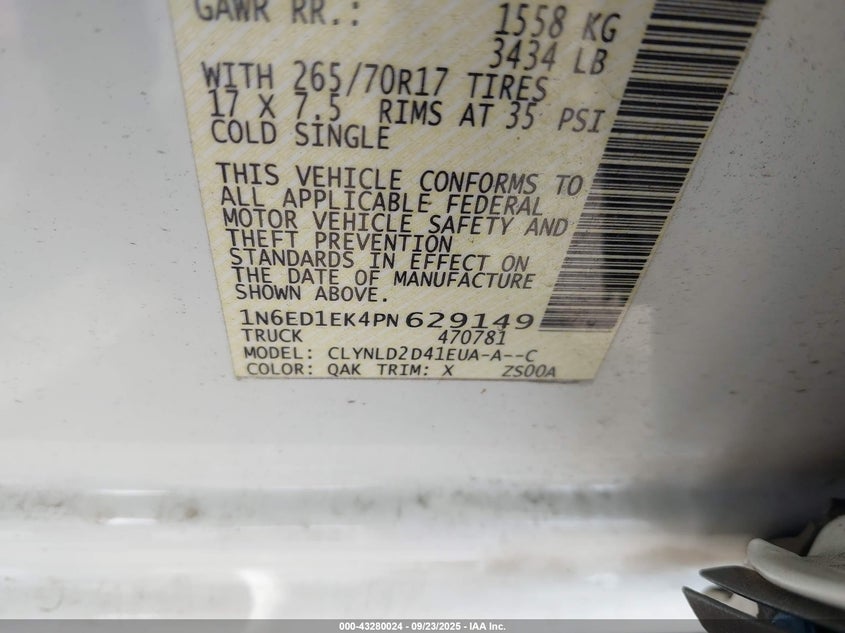 GAWR RR.: 1558 KG
3434 LB
WITH 265/70R17 TIRES
17 X 7.5 RIMS AT 35 PSI
COLD SINGLE
THIS VEHICLE CONFORMS TO
ALL APPLICABLE FEDERAL
MOTOR VEHICLE SAFETY AND
THEFT PREVENTION
STANDARDS IN EFFECT ON
THE DATE OF MANUFACTURE
SHOWN ABOVE.
1N6ED1EK4PN629149
TRUCK 470781
MODEL: CLYNLD2D41EUA-A--C
COLOR: QAK TRIM: X ZS00A
000-43280024 - 09/23/2025 - IAA Inc.